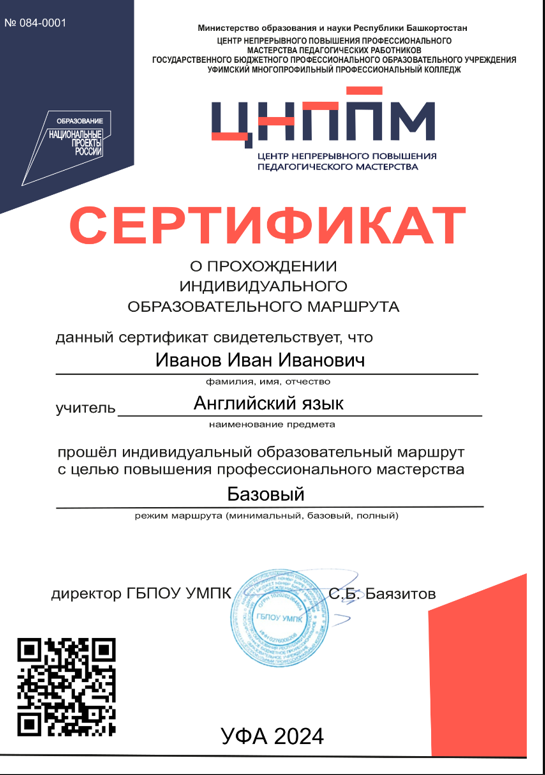 № 084-0001
Министерство образования и науки Республики Башкортостан
ЦЕНТР НЕПРЕРЫВНОГО ПОВЫШЕНИЯ ПРОФЕССИОНАЛЬНОГО
МАСТЕРСТВА ПЕДАГОГИЧЕСКИХ РАБОТНИКОВ
ГОСУДАРСТВЕННОГО БЮДЖЕТНОГО ПРОФЕССИОНАЛЬНОГО ОБРАЗОВАТЕЛЬНОГО УЧРЕЖДЕНИЯ
УФИМСКИЙ МНОГОПРОФИЛЬНЫЙ ПРОФЕССИОНАЛЬНЫЙ КОЛЛЕДЖ
ОБРАЗОВАНИЕ
НАЦИОНАЛЬНЫЕ
ПРОЕКТЫ
РОССИИ
ЦНППМ
ЦЕНТР НЕПРЕРЫВНОГО ПОВЫШЕНИЯ
ПЕДАГОГИЧЕСКОГО МАСТЕРСТВА
СЕРТИФИКАТ
О ПРОХОЖДЕНИИ
ИНДИВИДУАЛЬНОГО
ОБРАЗОВАТЕЛЬНОГО МАРШРУТА
данный сертификат свидетельствует, что
Иванов Иван Иванович
фамилия, имя, отчество
учитель Английский язык
наименование предмета
прошёл индивидуальный образовательный маршрут
с целью повышения профессионального мастерства
Базовый
режим маршрута (минимальный, базовый, полный)
директор ГБПОУ УМПК С.Б. Баязитов
ГБПОУ УМПК
УФА 2024